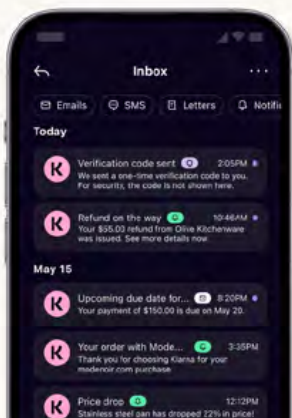 Inbox
Emails SMS Letters Notifi
Today
K Verification code sent 2:05PM
We sent a one-time verification code to you.
For security, the code is not shown here.
K Refund on the way 10:46AM
Your $55.00 refund from Olive Kitchenware
was issued. See more details now.
May 15
K Upcoming due date for... 8:20PM
Your payment of $150.00 is due on May 20.
K Your order with Mode... 3:35PM
Thank you for choosing Klarna for your
modenoir.com purchase.
K Price drop 12:12PM
Stainless steel pan has dropped 22% in price!